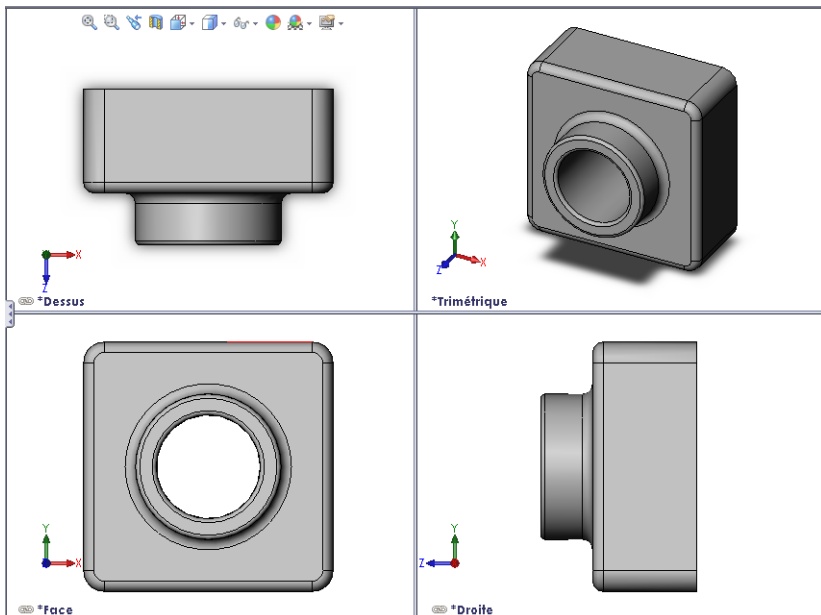 X
Z
*Dessus
Y
Z
X
*Trimétrique
Y
X
*Face
Y
Z
*Droite